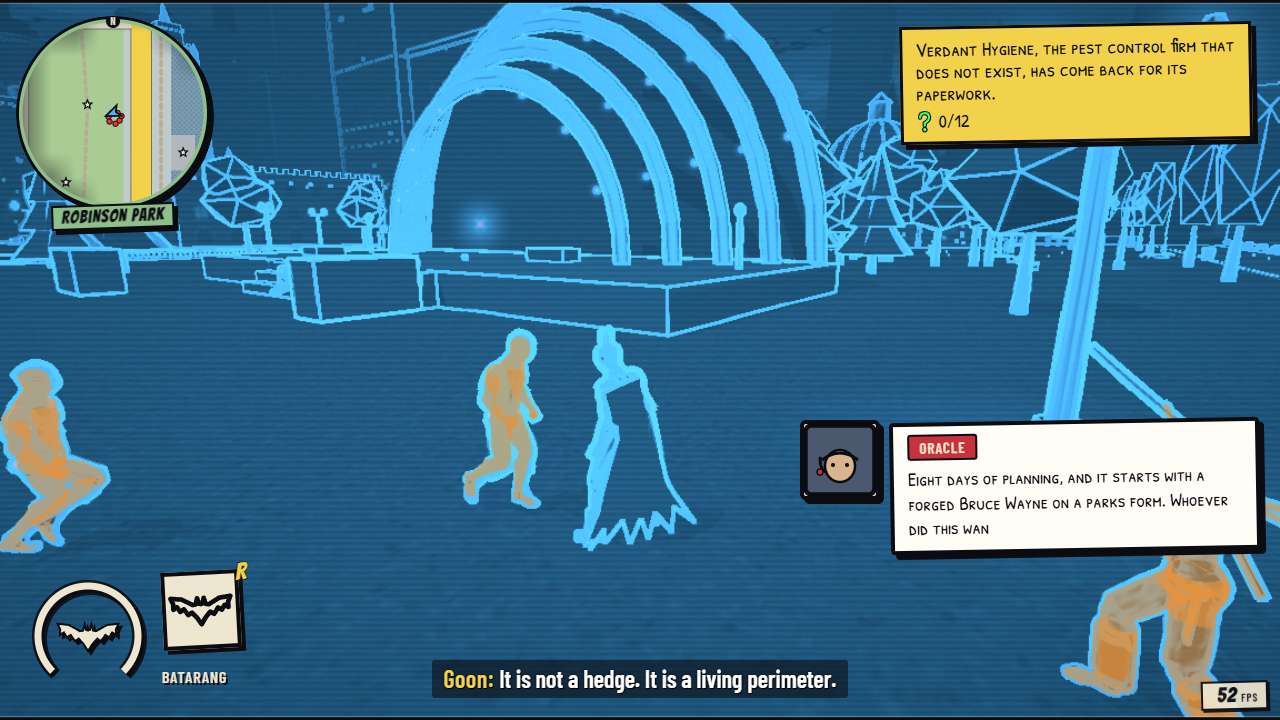 N
ROBINSON PARK
Verdant Hygiene, the pest control firm that
does not exist, has come back for its
paperwork.
? 0/12
ORACLE
Eight days of planning, and it starts with a
forged Bruce Wayne on a parks form. Whoever
did this wan
R
BATARANG
Goon: It is not a hedge. It is a living perimeter.
52 FPS